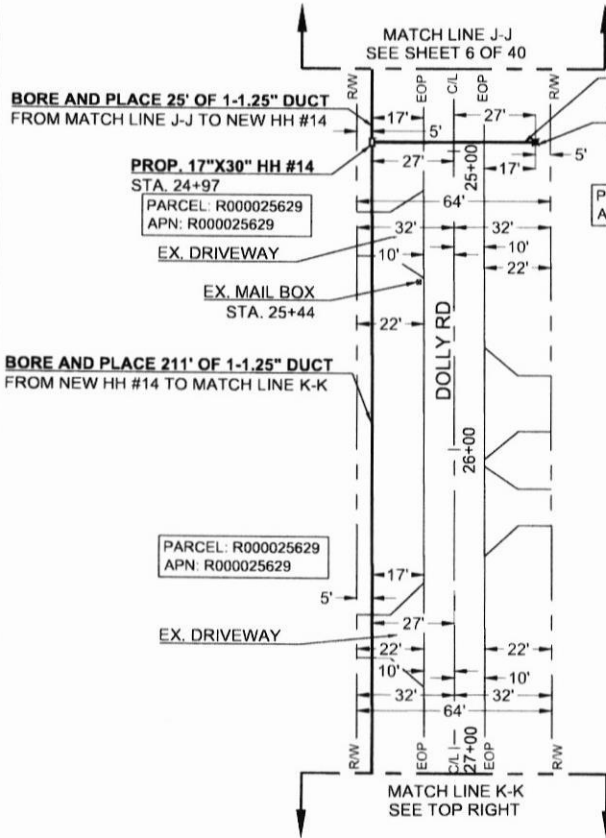 MATCH LINE J-J
SEE SHEET 6 OF 40
R/W
EOP
C/L
EOP
R/W
BORE AND PLACE 25' OF 1-1.25" DUCT
FROM MATCH LINE J-J TO NEW HH #14
17'
27'
5'
PROP. 17"X30" HH #14
STA. 24+97
27'
25+00
17'
5'
PARCEL: R000025629
APN: R000025629
64'
P
A
32'
32'
EX. DRIVEWAY
10'
10'
22'
EX. MAIL BOX
STA. 25+44
22'
DOLLY RD
BORE AND PLACE 211' OF 1-1.25" DUCT
FROM NEW HH #14 TO MATCH LINE K-K
26+00
PARCEL: R000025629
APN: R000025629
17'
5'
27'
EX. DRIVEWAY
22'
22'
10'
10'
32'
32'
64'
R/W
EOP
C/L
27+00
EOP
R/W
MATCH LINE K-K
SEE TOP RIGHT